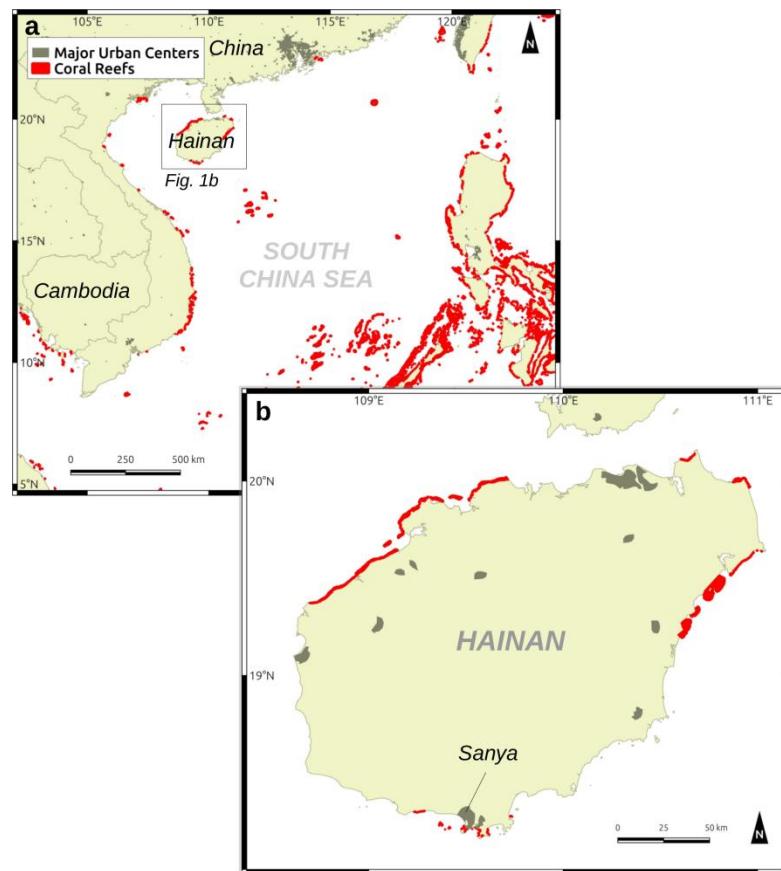 a
105°E
110°E
115°E
120°E
China
N
Major Urban Centers
Coral Reefs
20°N
Hainan
Fig. 1b
15°N
SOUTH
CHINA SEA
Cambodia
10°N
0 250 500 km
5°N
b
109°E
110°E
111°E
20°N
HAINAN
19°N
Sanya
0 25 50 km
N